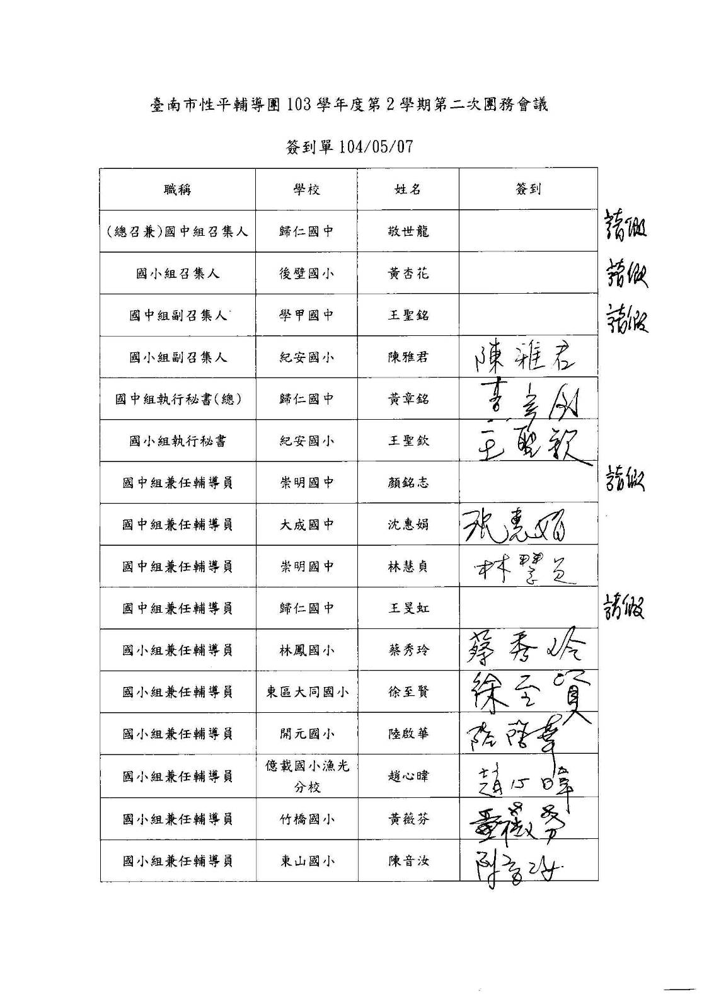 臺南市性平輔導團 103 學年度第 2 學期第二次團務會議
簽到單 104/05/07
職稱 學校 姓名 簽到
(總召兼)國中組召集人 歸仁國中 敬世龍 請假
國小組召集人 後壁國小 黃杏花 請假
國中組副召集人 學甲國中 王聖銘 請假
國小組副召集人 紀安國小 陳雅君 陳雅君
國中組執行秘書(總) 歸仁國中 黃章銘
國小組執行秘書 紀安國小 王聖欽 王聖欽
國中組兼任輔導員 崇明國中 顏銘志 請假
國中組兼任輔導員 大成國中 沈惠娟 沈惠娟
國中組兼任輔導員 崇明國中 林慧貞 林慧貞
國中組兼任輔導員 歸仁國中 王旻虹 請假
國小組兼任輔導員 林鳳國小 蔡秀玲 蔡秀玲
國小組兼任輔導員 東區大同國小 徐至賢 徐至賢
國小組兼任輔導員 開元國小 陸啟華 陸啟華
國小組兼任輔導員 億載國小漁光 趙心暐 趙心暐
分校
國小組兼任輔導員 竹橋國小 黃薇芬 黃薇芬
國小組兼任輔導員 東山國小 陳音汝 陳音汝